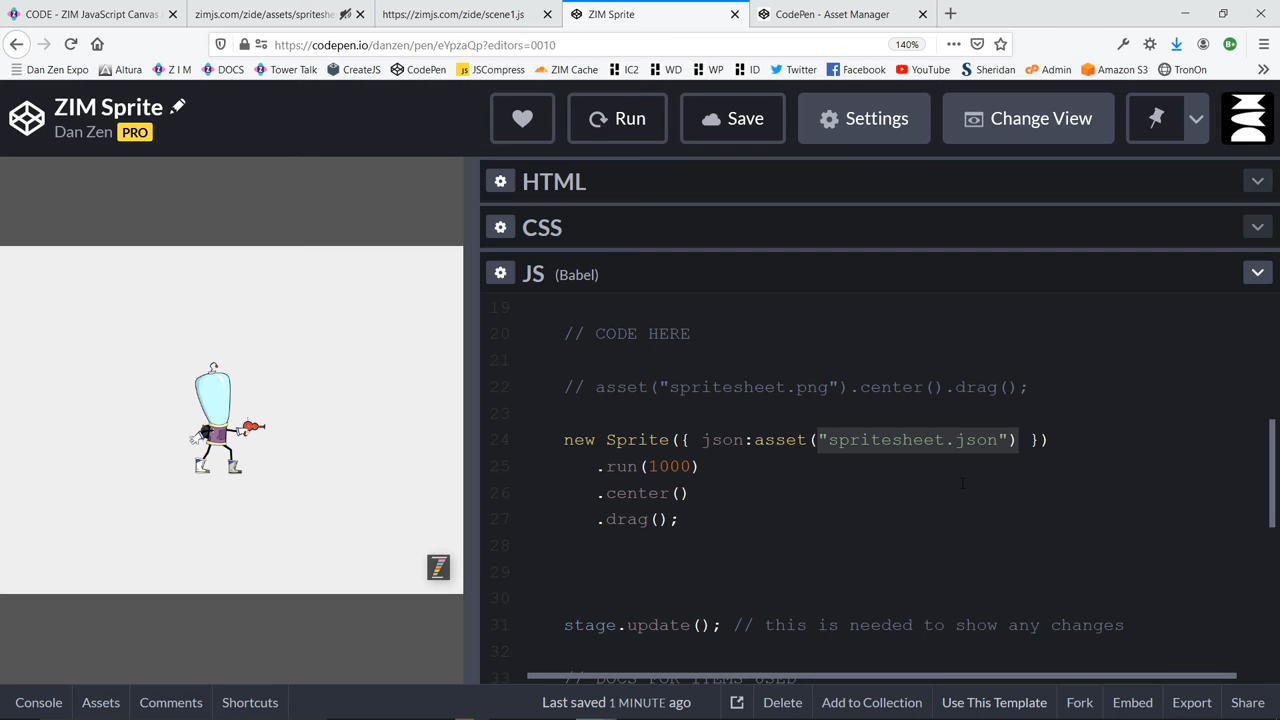 CODE - ZIM JavaScript Canvas
zimjs.com/zide/assets/spriteshe
https://zimjs.com/zide/scene1.js
ZIM Sprite
CodePen - Asset Manager
https://codepen.io/danzen/pen/eYpzaQp?editors=0010
140%
Dan Zen Expo
Altura
Z I M
DOCS
Tower Talk
CreateJS
CodePen
JSCompress
ZIM Cache
IC2
WD
WP
ID
Twitter
Facebook
YouTube
Sheridan
Admin
Amazon S3
TronOn
ZIM Sprite
Dan Zen PRO
Run
Save
Settings
Change View
HTML
CSS
JS (Babel)
19
20 // CODE HERE
21
22 // asset("spritesheet.png").center().drag();
23
24 new Sprite({ json:asset("spritesheet.json") })
25 .run(1000)
26 .center()
27 .drag();
28
29
30
31 stage.update(); // this is needed to show any changes
32
33 // DOCS FOR ITEMS USED
Console
Assets
Comments
Shortcuts
Last saved 1 MINUTE ago
Delete
Add to Collection
Use This Template
Fork
Embed
Export
Share